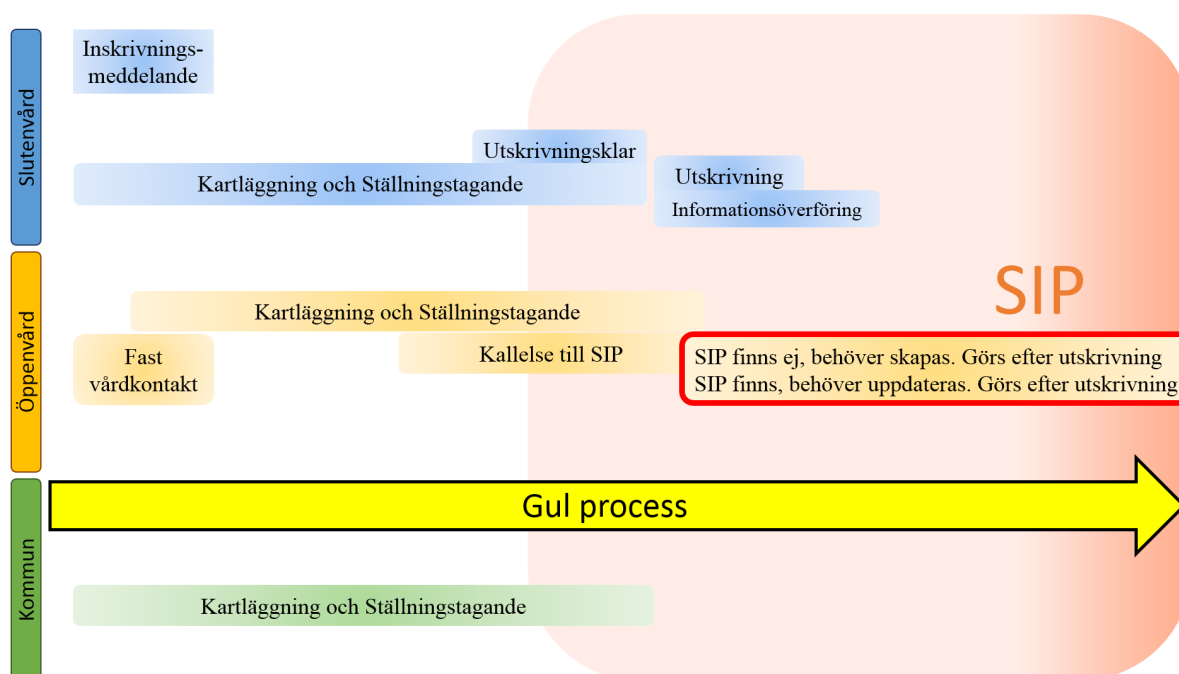 Slutenvård
Inskrivnings-
meddelande
Utskrivningsklar
Kartläggning och Ställningstagande
Utskrivning
Informationsöverföring
SIP
Öppenvård
Kartläggning och Ställningstagande
Fast
vårdkontakt
Kallelse till SIP
SIP finns ej, behöver skapas. Görs efter utskrivning
SIP finns, behöver uppdateras. Görs efter utskrivning
Gul process
Kommun
Kartläggning och Ställningstagande